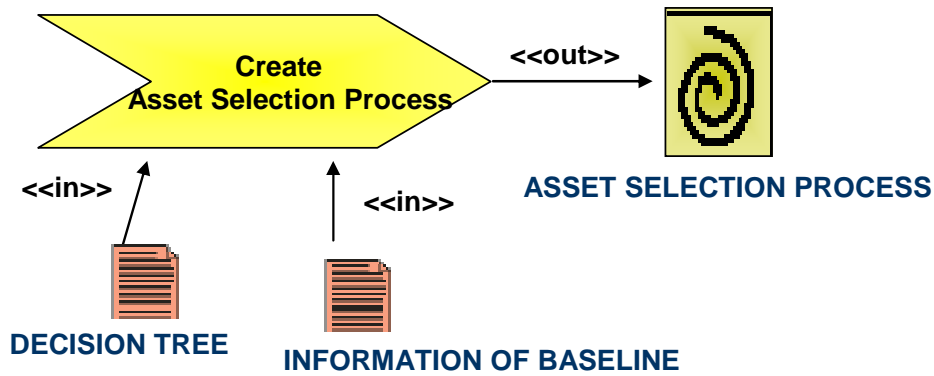 Create
Asset Selection Process
<<out>>
<<in>>
<<in>>
ASSET SELECTION PROCESS
DECISION TREE
INFORMATION OF BASELINE